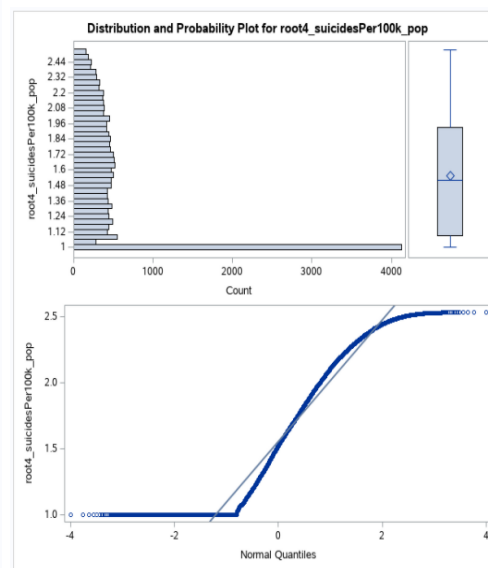 Distribution and Probability Plot for root4_suicidesPer100k_pop
root4_suicidesPer100k_pop
2.44
2.32
2.2
2.08
1.96
1.84
1.72
1.6
1.48
1.36
1.24
1.12
1
0 1000 2000 3000 4000
Count
root4_suicidesPer100k_pop
2.5
2.0
1.5
1.0
-4 -2 0 2 4
Normal Quantiles